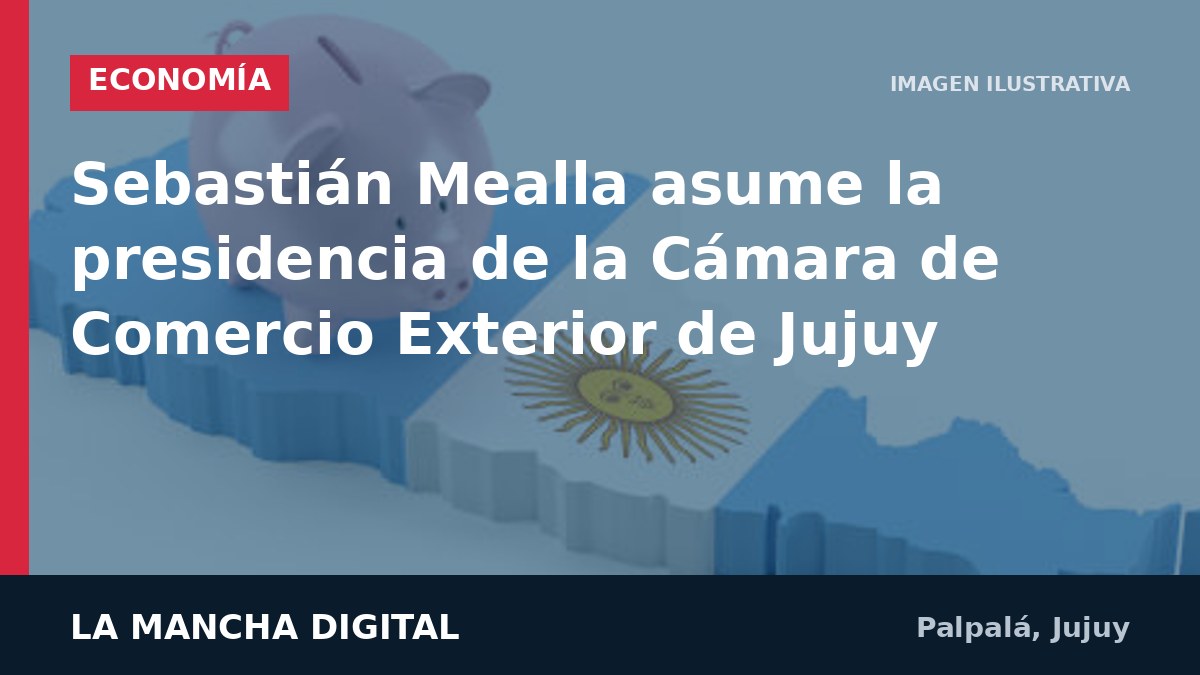 ECONOMÍA
IMAGEN ILUSTRATIVA
Sebastián Mealla asume la
presidencia de la Cámara de
Comercio Exterior de Jujuy
LA MANCHA DIGITAL
Palpalá, Jujuy